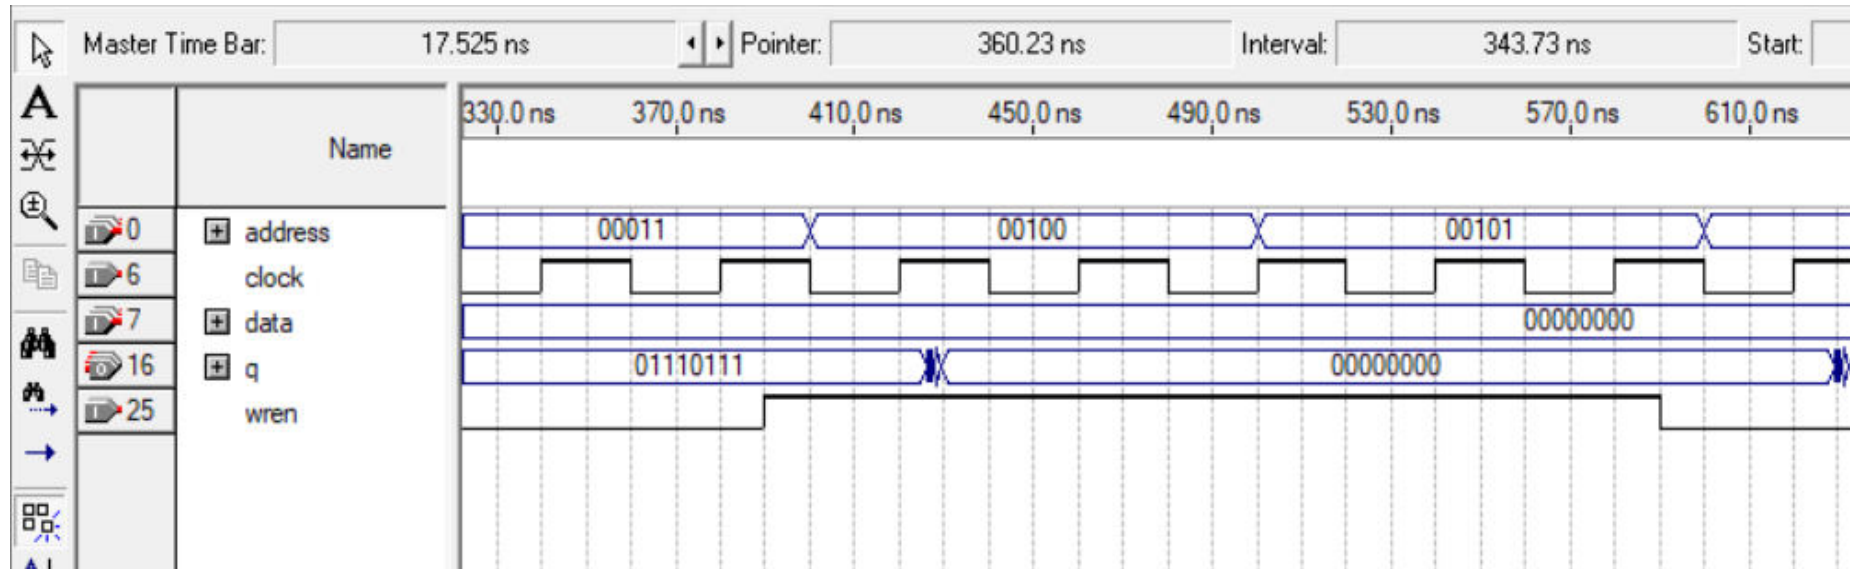 Master Time Bar: 17.525 ns Pointer: 360.23 ns Interval: 343.73 ns Start:
A
Name
330.0 ns 370.0 ns 410.0 ns 450.0 ns 490.0 ns 530.0 ns 570.0 ns 610.0 ns
0 address 00011 00100 00101
6 clock
7 data 00000000
16 q 01110111 00000000
25 wren